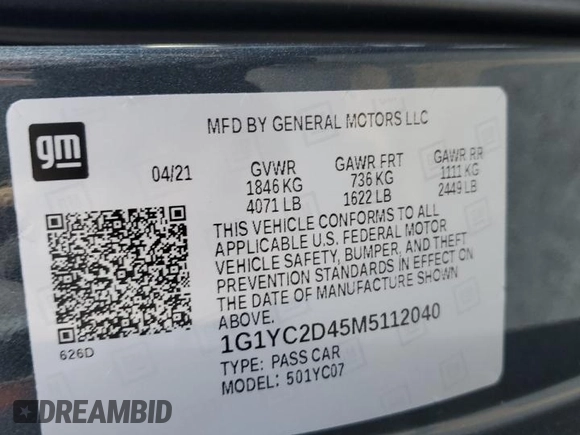 gm
MFD BY GENERAL MOTORS LLC
04/21 GVWR GAWR FRT GAWR RR
1846 KG 736 KG 1111 KG
4071 LB 1622 LB 2449 LB
THIS VEHICLE CONFORMS TO ALL
APPLICABLE U.S. FEDERAL MOTOR
VEHICLE SAFETY, BUMPER, AND THEFT
PREVENTION STANDARDS IN EFFECT ON
THE DATE OF MANUFACTURE SHOWN
ABOVE.
1G1YC2D45M5112040
626D
TYPE: PASS CAR
MODEL: 501YC07
DREAMBID